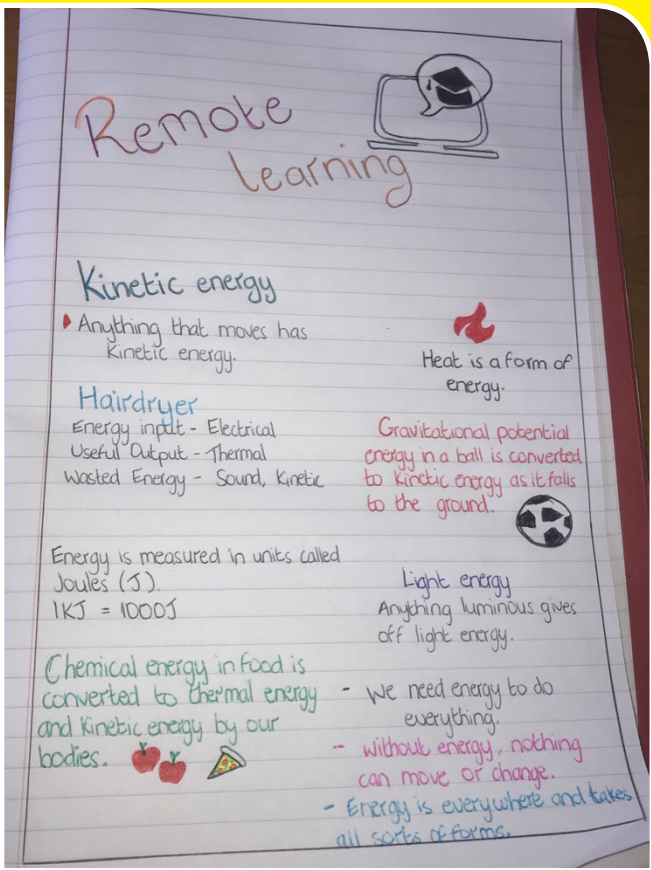 Remote
Learning
Kinetic energy
Anything that moves has
Kinetic energy.
Heat is a form of
energy.
Hairdryer
Energy input - Electrical
Useful Output - Thermal
Wasted Energy - Sound, Kinetic
Gravitational potential
energy in a ball is converted
to Kinetic energy as it falls
to the ground.
Energy is measured in units called
Joules (J).
1KJ = 1000J
Light energy
Anything luminous gives
off light energy.
Chemical energy in food is
converted to thermal energy
and Kinetic energy by our
bodies.
- We need energy to do
everything.
- without energy, nothing
can move or change.
- Energy is everywhere and takes
all sorts of forms.